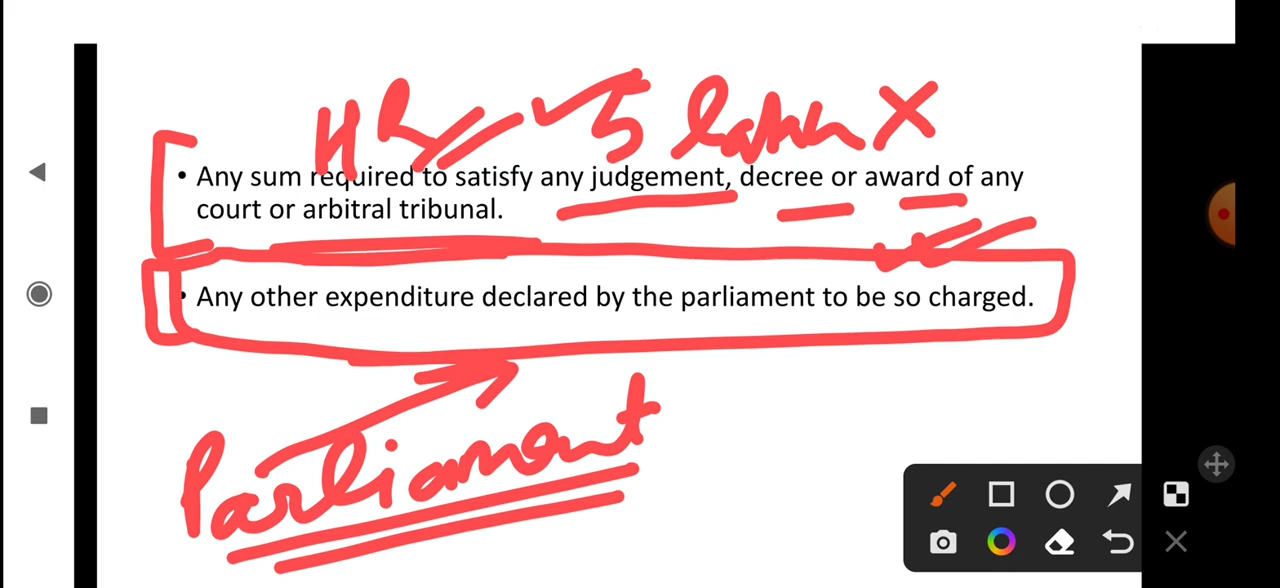 HR 5 lakh X
• Any sum required to satisfy any judgement, decree or award of any
court or arbitral tribunal.
• Any other expenditure declared by the parliament to be so charged.
Parliament